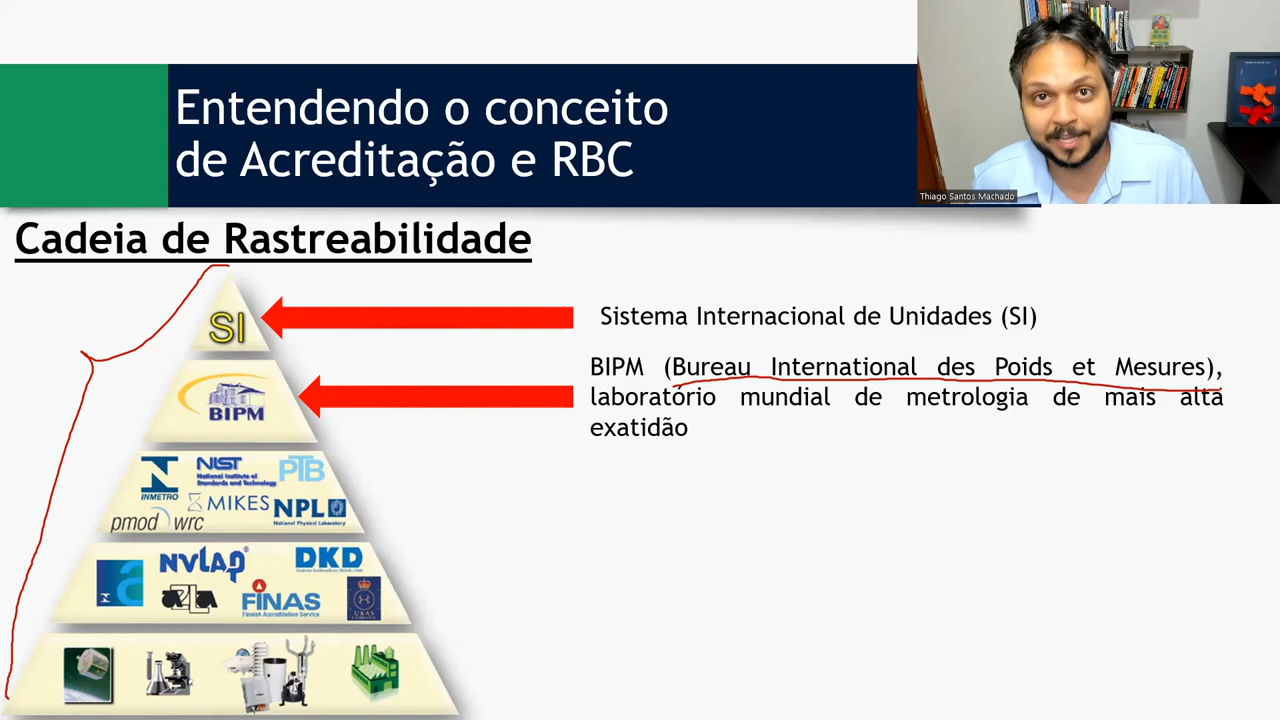 Entendendo o conceito
de Acreditação e RBC
Thiago Santos Machado
Cadeia de Rastreabilidade
SI
Sistema Internacional de Unidades (SI)
BIPM (Bureau International des Poids et Mesures),
laboratório mundial de metrologia de mais alta
exatidão
BIPM
INMETRO
NIST
National Institute of
Standards and Technology
PTB
MIKES
NPL
National Physical Laboratory
pmod wrc
NVLAP®
DKD
a2la
FINAS
Finnish Accreditation Service
UKAS